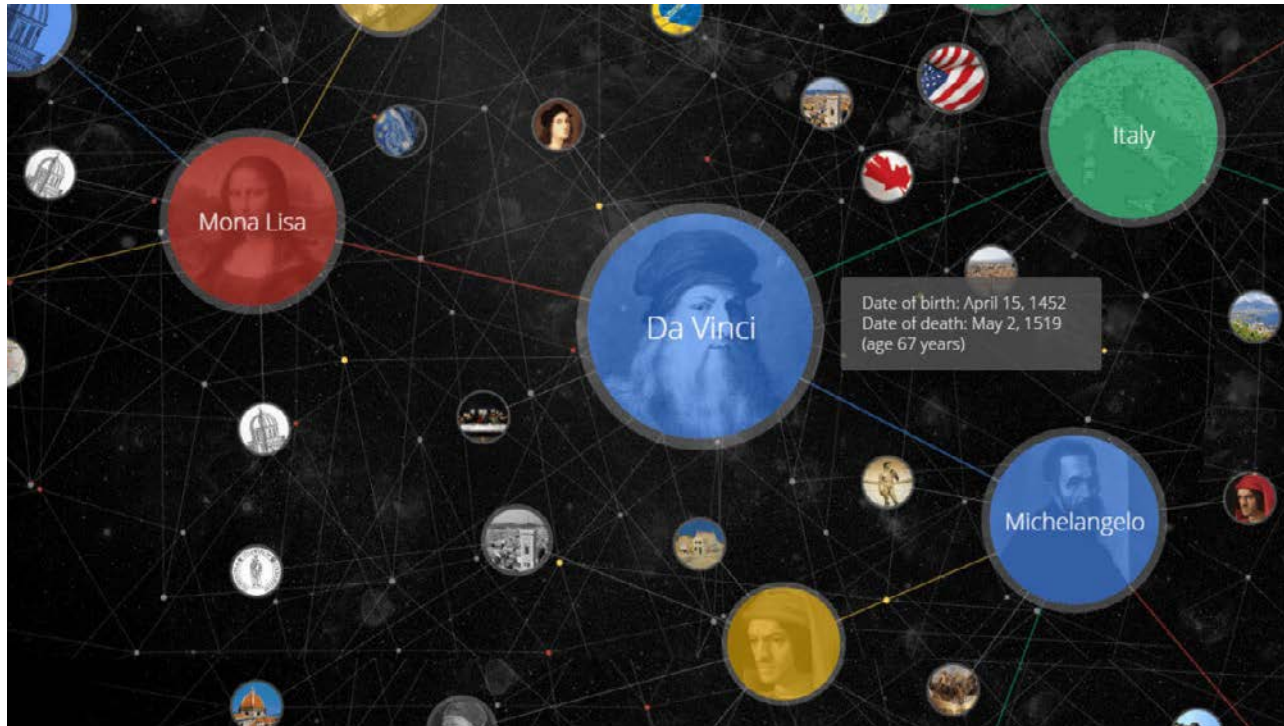 Italy
Mona Lisa
Da Vinci
Date of birth: April 15, 1452
Date of death: May 2, 1519
(age 67 years)
Michelangelo